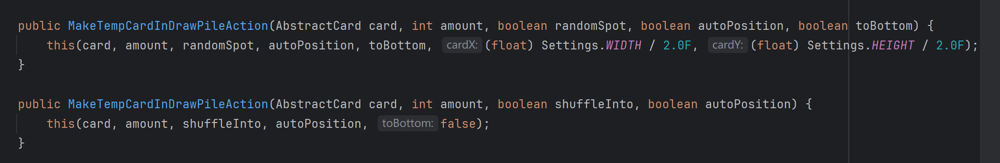 public MakeTempCardInDrawPileAction(AbstractCard card, int amount, boolean randomSpot, boolean autoPosition, boolean toBottom) {
    this(card, amount, randomSpot, autoPosition, toBottom, cardX: (float) Settings.WIDTH / 2.0F, cardY: (float) Settings.HEIGHT / 2.0F);
}
public MakeTempCardInDrawPileAction(AbstractCard card, int amount, boolean shuffleInto, boolean autoPosition) {
    this(card, amount, shuffleInto, autoPosition, toBottom: false);
}